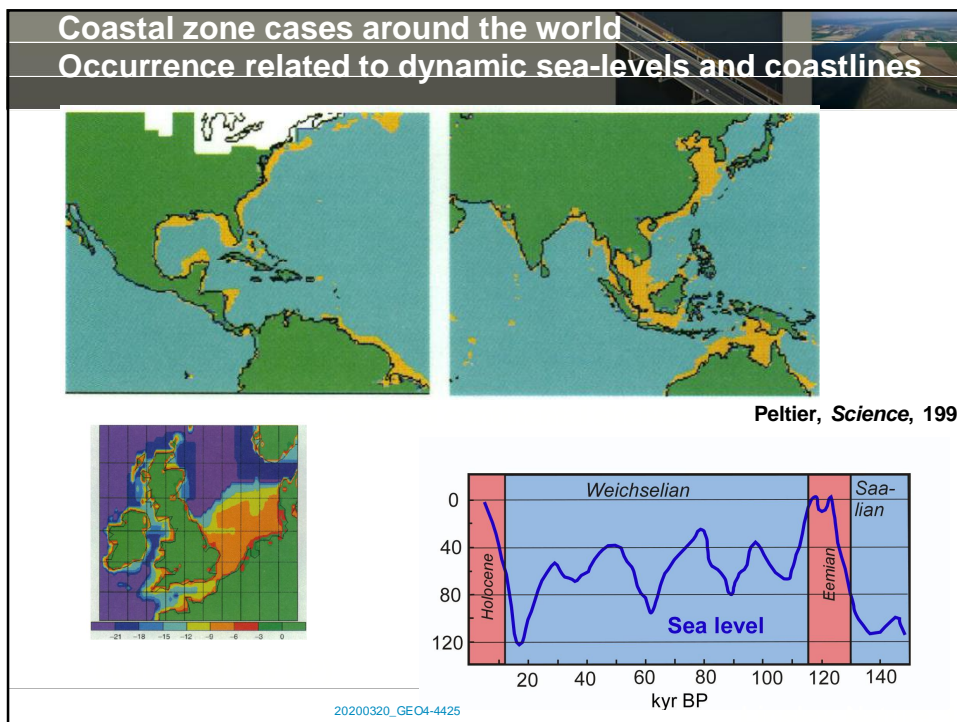 Coastal zone cases around the world
Occurrence related to dynamic sea-levels and coastlines
Peltier, Science, 199
Weichselian
Saa-
lian
Holocene
Eemian
Sea level
0
40
80
120
20 40 60 80 100 120 140
kyr BP
−21 −18 −15 −12 −9 −6 −3 0
20200320_GEO4-4425